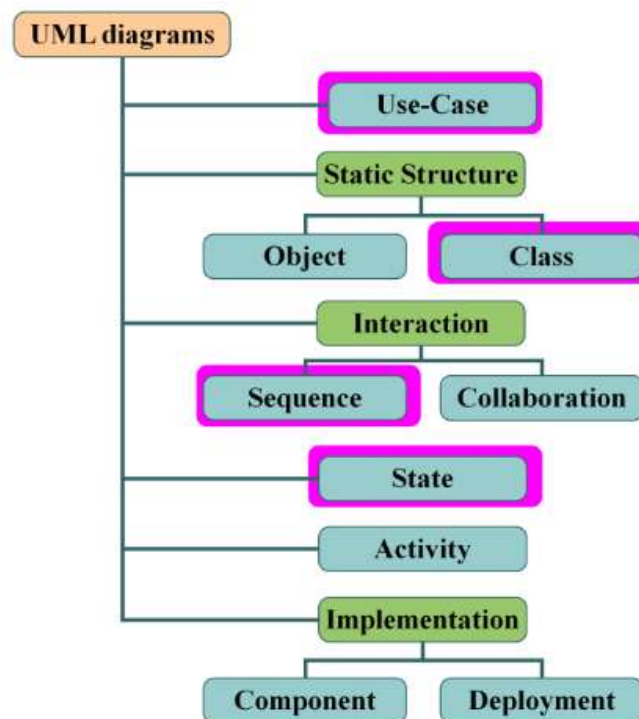 UML diagrams
Use-Case
Static Structure
Object
Class
Interaction
Sequence
Collaboration
State
Activity
Implementation
Component
Deployment